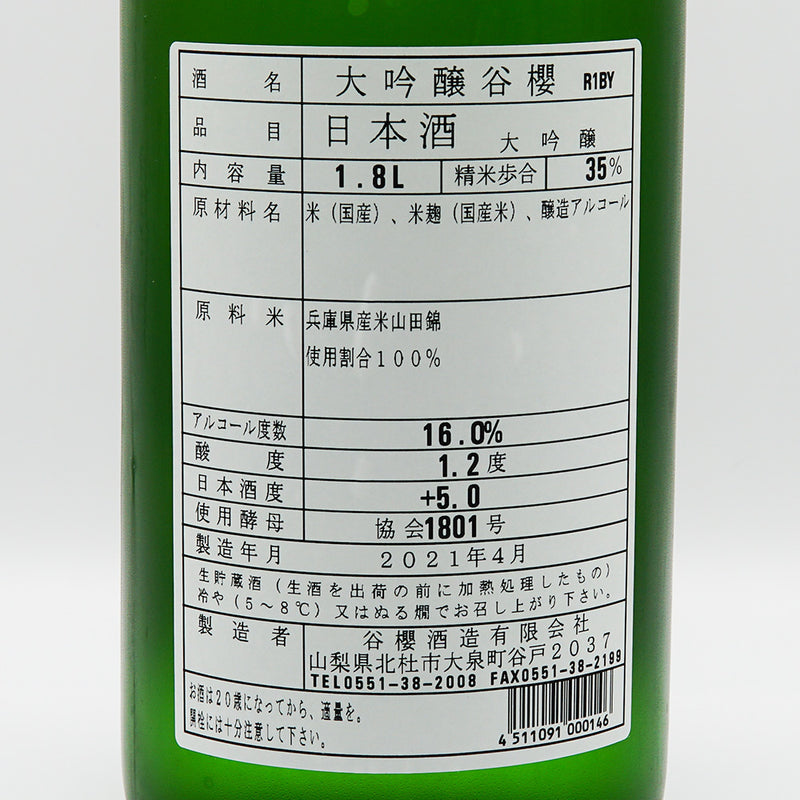 酒名 大吟醸谷櫻 R1BY
品目 日本酒 大吟醸
内容量 1.8L 精米歩合 35%
原材料名 米（国産）、米麹（国産米）、醸造アルコール
原料米 兵庫県産米山田錦
使用割合100%
アルコール度数 16.0%
酸度 1.2度
日本酒度 +5.0
使用酵母 協会1801号
製造年月 2021年4月
生貯蔵酒（生酒を出荷の前に加熱処理したもの）
冷や（5～8℃）又はぬる燗でお召し上がり下さい。
製造者 谷櫻酒造有限会社
山梨県北杜市大泉町谷戸2037
TEL0551-38-2008 FAX0551-38-2199
お酒は20歳になってから、適量を。
開栓には十分注意して下さい。
4 511091 000146